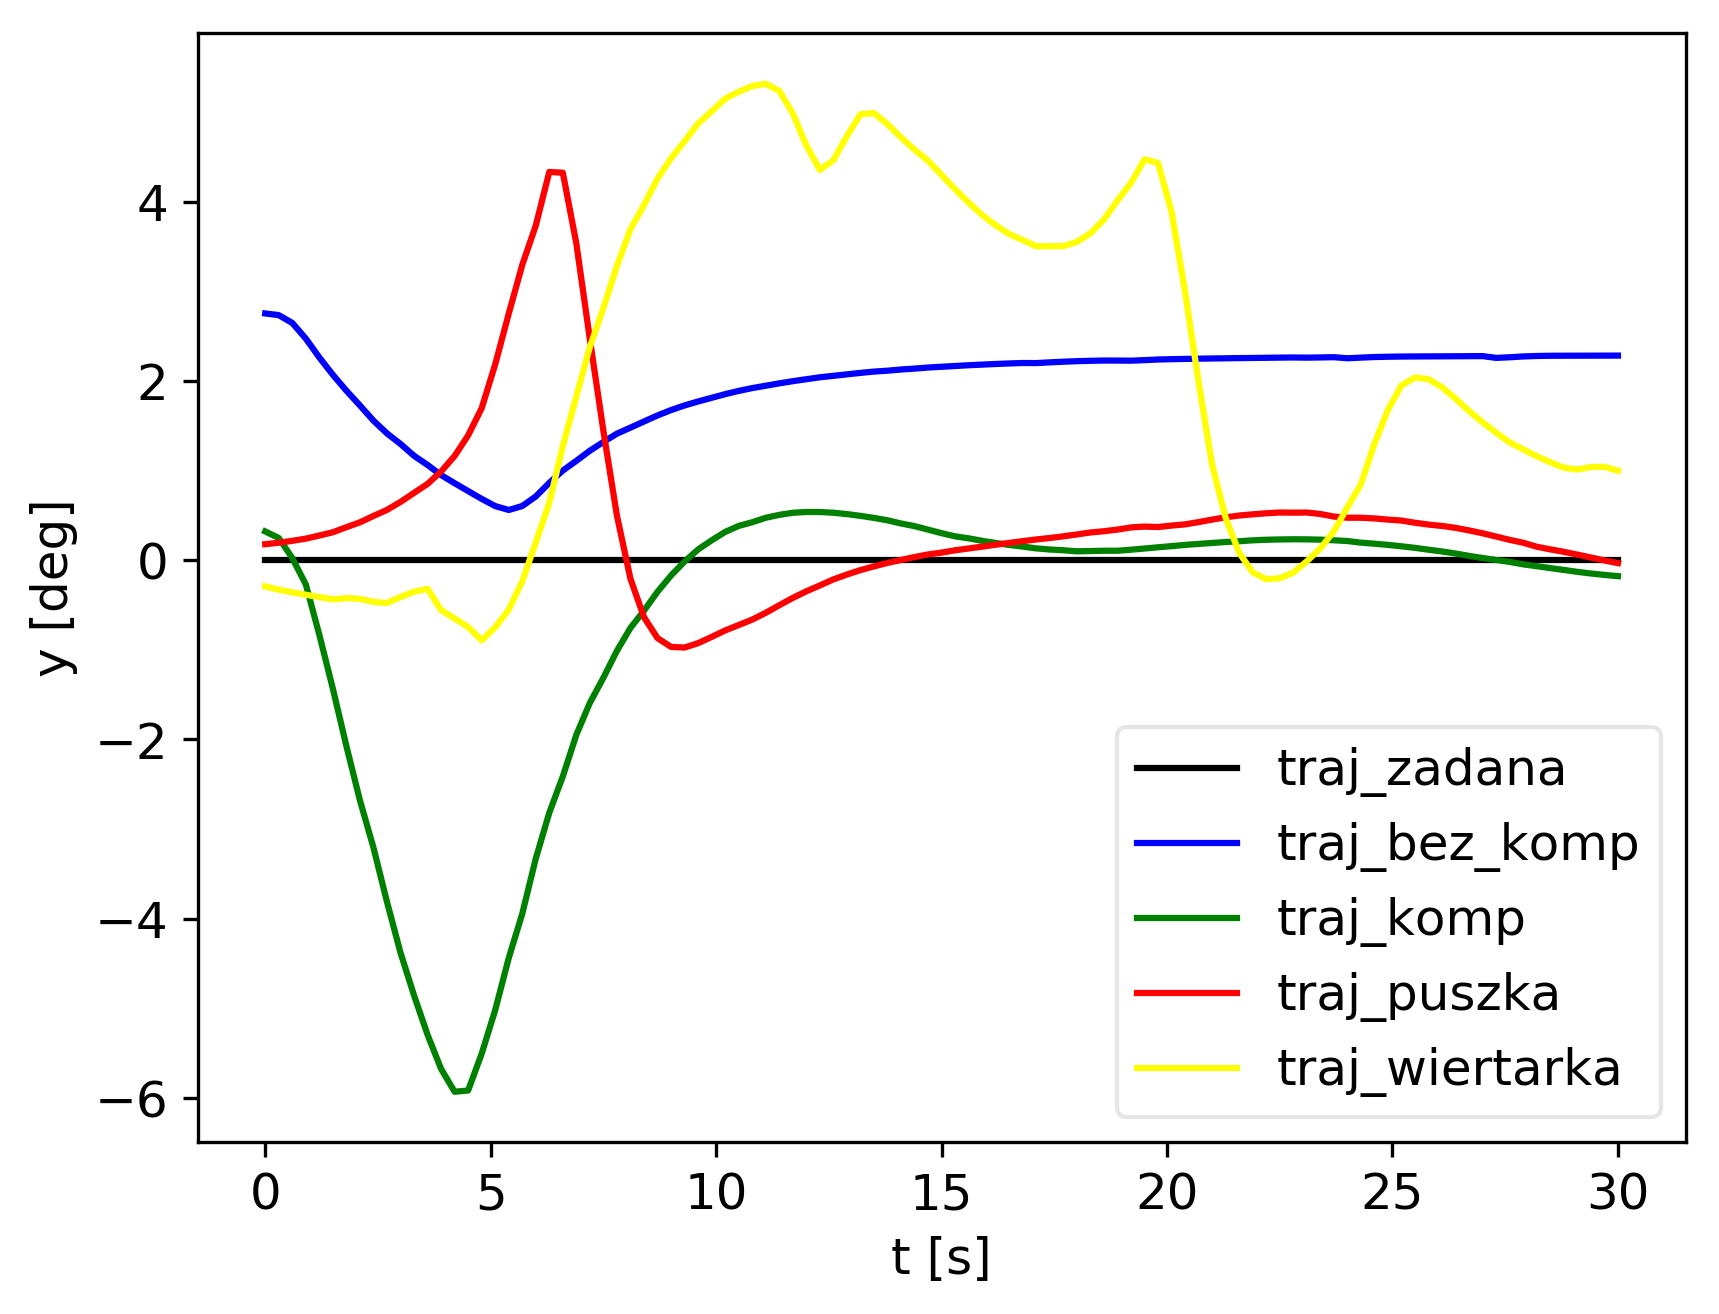 y [deg]
4
2
0
−2
−4
−6
0 5 10 15 20 25 30
t [s]
traj_zadana
traj_bez_komp
traj_komp
traj_puszka
traj_wiertarka